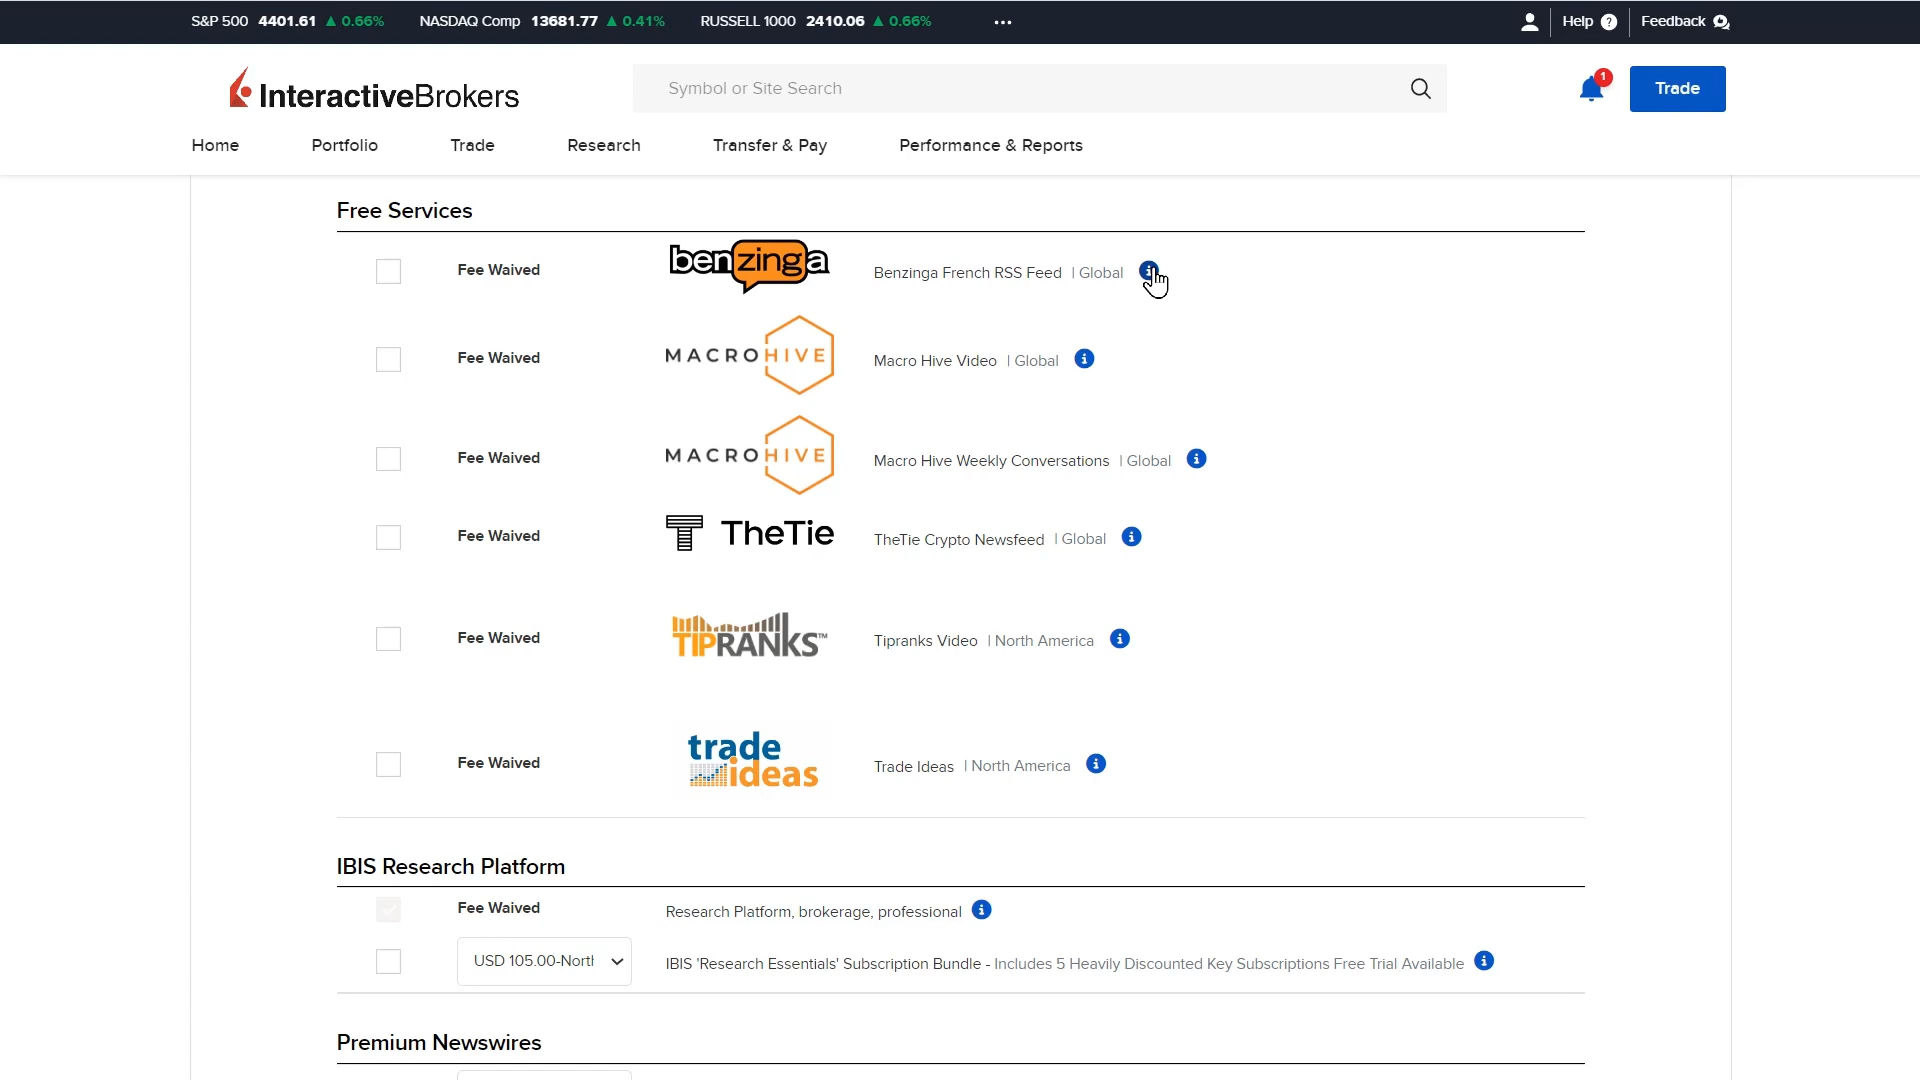 S&P 500 4401.61 ▲ 0.66% NASDAQ Comp 13681.77 ▲ 0.41% RUSSELL 1000 2410.06 ▲ 0.66% ••• Help ? Feedback
InteractiveBrokers Symbol or Site Search 1 Trade
Home Portfolio Trade Research Transfer & Pay Performance & Reports
Free Services
Fee Waived benzinga Benzinga French RSS Feed | Global i
Fee Waived MACROHIVE Macro Hive Video | Global i
Fee Waived MACROHIVE Macro Hive Weekly Conversations | Global i
Fee Waived TheTie TheTie Crypto Newsfeed | Global i
Fee Waived TIPRANKS™ Tipranks Video | North America i
Fee Waived trade ideas Trade Ideas | North America i
IBIS Research Platform
Fee Waived Research Platform, brokerage, professional i
USD 105.00-North IBIS 'Research Essentials' Subscription Bundle - Includes 5 Heavily Discounted Key Subscriptions Free Trial Available i
Premium Newswires